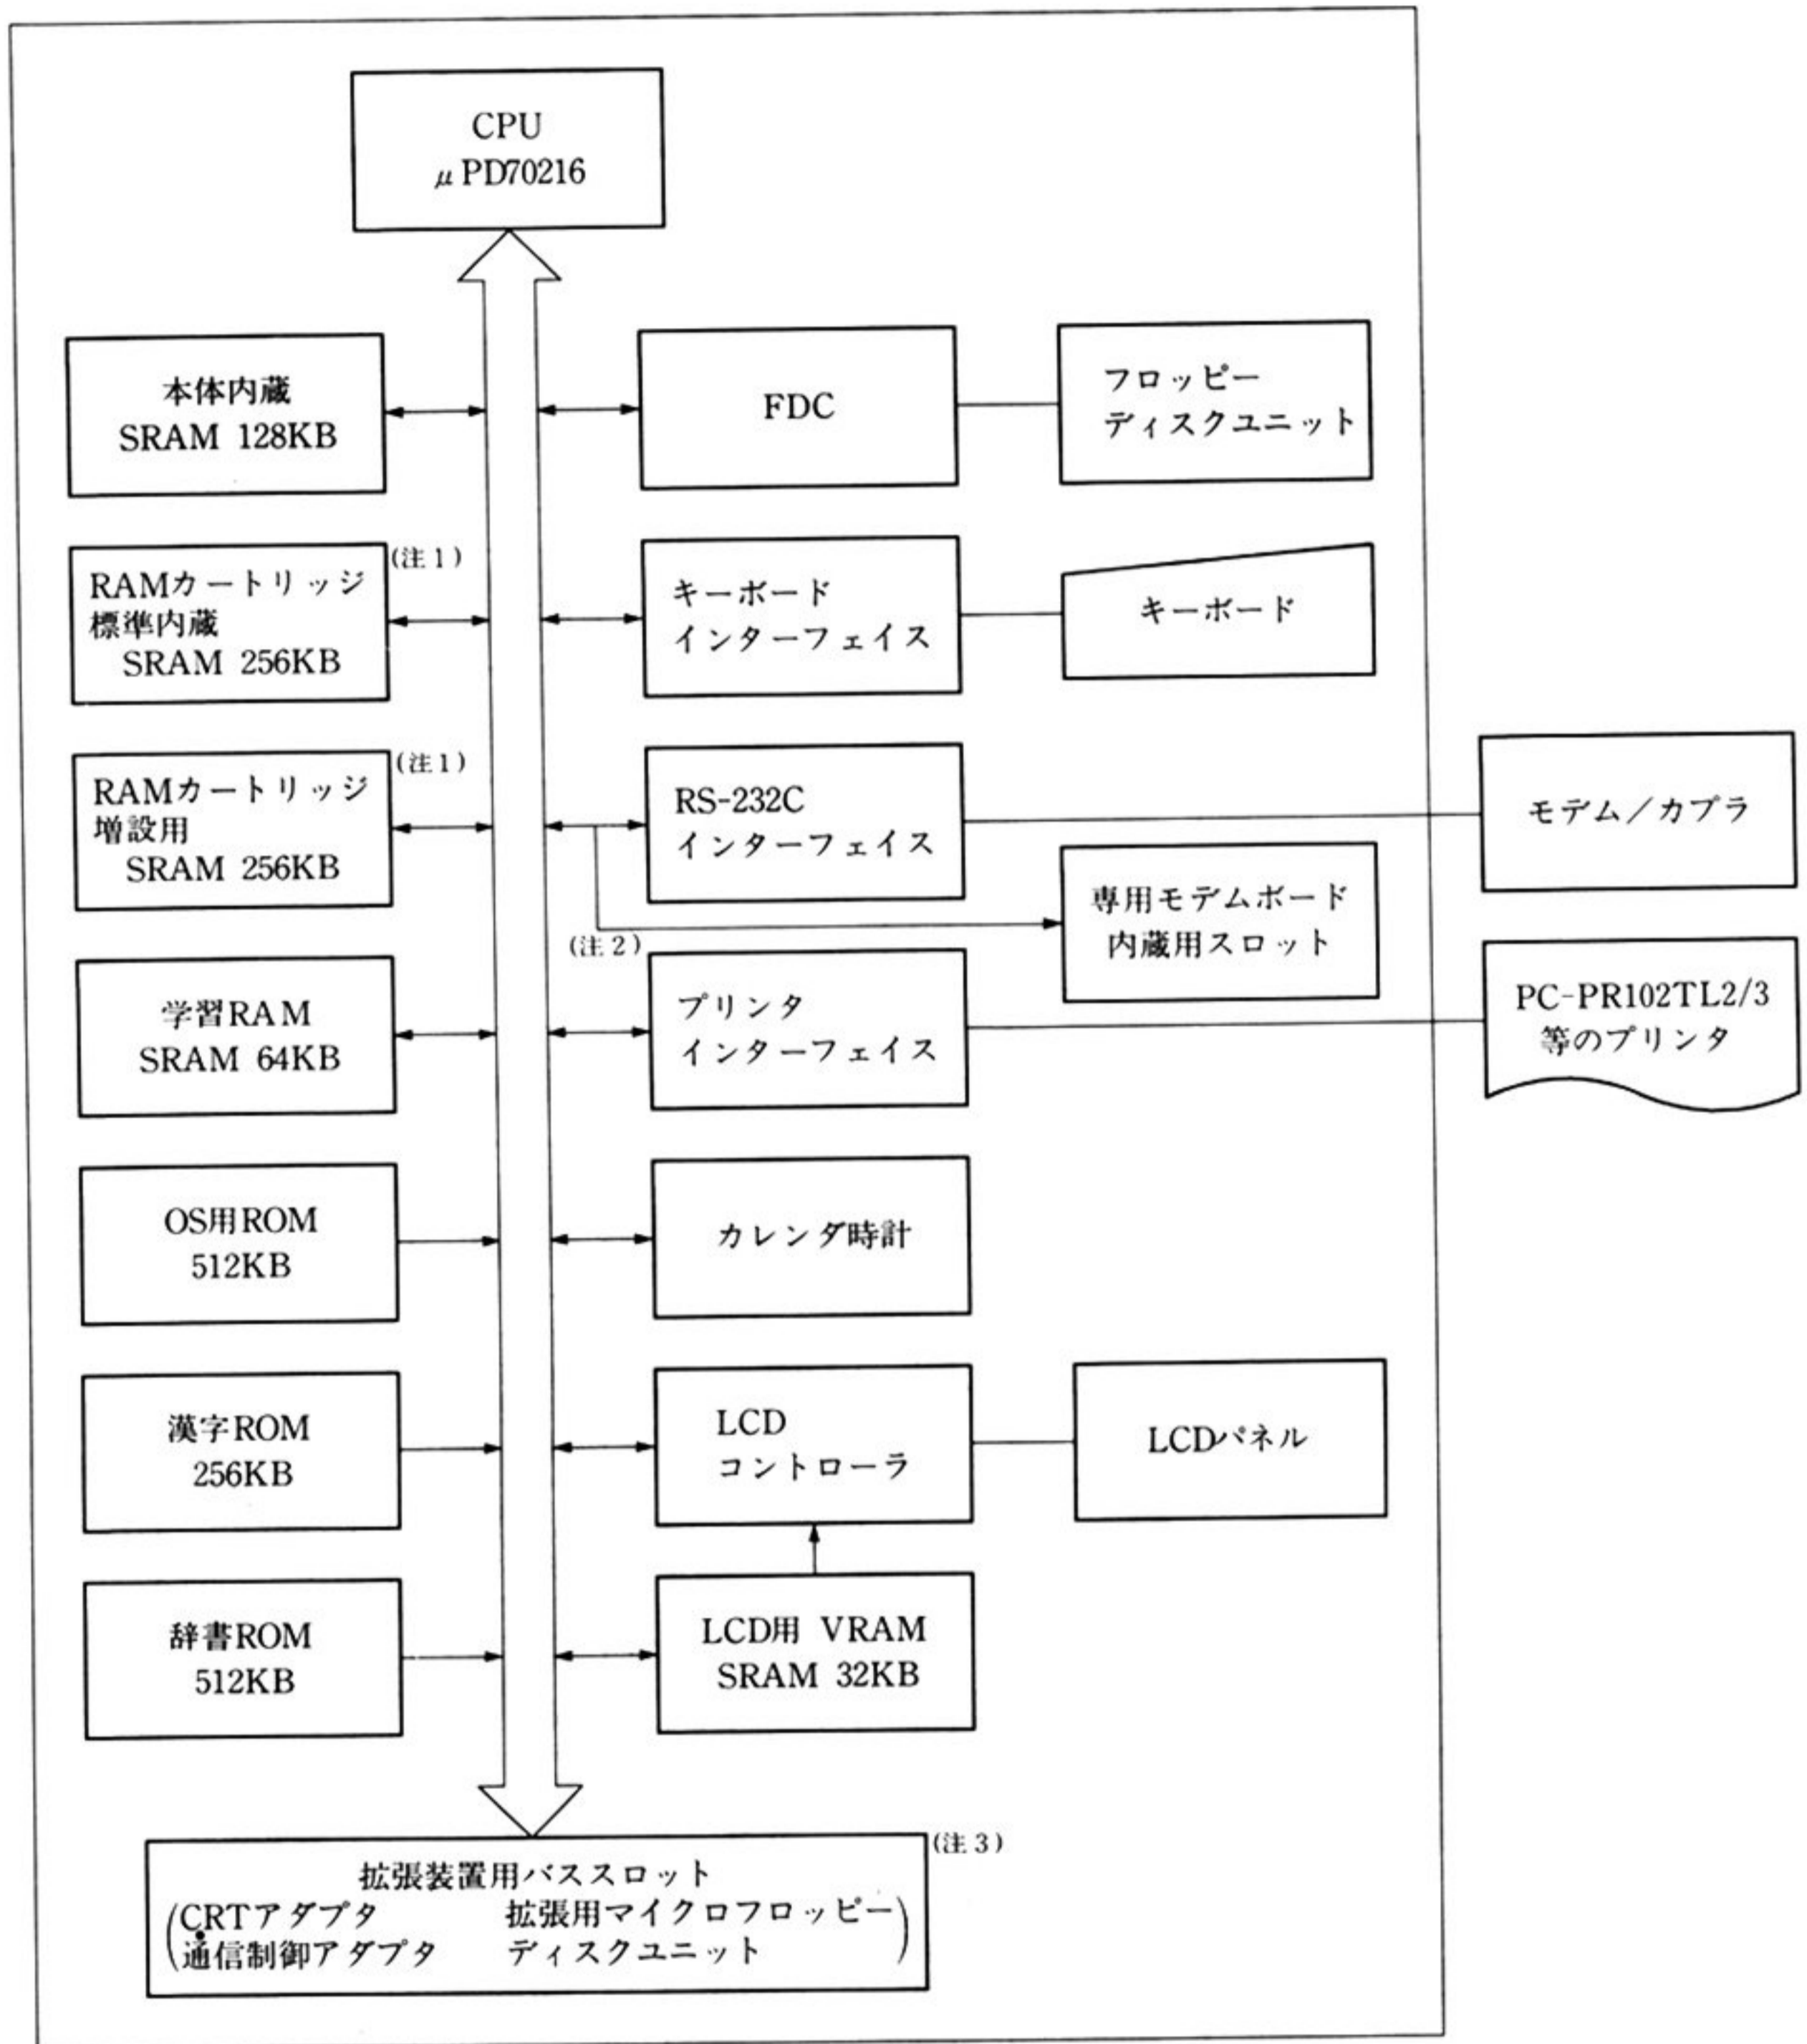 CPU
μPD70216
本体内蔵
SRAM 128KB
FDC
フロッピー
ディスクユニット
RAMカートリッジ
標準内蔵
SRAM 256KB
(注1)
キーボード
インターフェイス
キーボード
RAMカートリッジ
増設用
SRAM 256KB
(注1)
RS-232C
インターフェイス
モデム/カプラ
専用モデムボード
内蔵用スロット
(注2)
学習RAM
SRAM 64KB
プリンタ
インターフェイス
PC-PR102TL2/3
等のプリンタ
OS用ROM
512KB
カレンダ時計
漢字ROM
256KB
LCD
コントローラ
LCDパネル
辞書ROM
512KB
LCD用 VRAM
SRAM 32KB
(注3)
拡張装置用バススロット
(CRTアダプタ 拡張用マイクロフロッピー
通信制御アダプタ ディスクユニット)